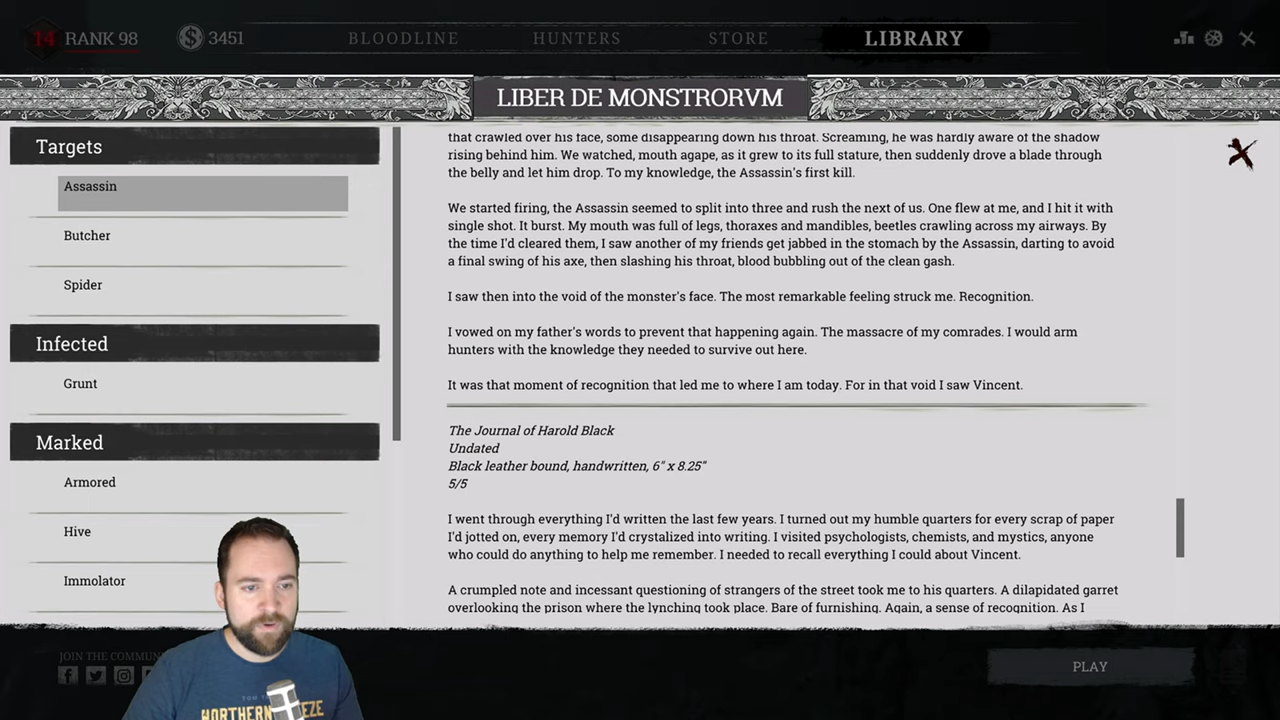 14 RANK 98
3451
BLOODLINE
HUNTERS
STORE
LIBRARY
LIBER DE MONSTRORVM
Targets
Assassin
Butcher
Spider
Infected
Grunt
Marked
Armored
Hive
Immolator
that crawled over his face, some disappearing down his throat. Screaming, he was hardly aware of the shadow
rising behind him. We watched, mouth agape, as it grew to its full stature, then suddenly drove a blade through
the belly and let him drop. To my knowledge, the Assassin's first kill.
We started firing, the Assassin seemed to split into three and rush the next of us. One flew at me, and I hit it with
single shot. It burst. My mouth was full of legs, thoraxes and mandibles, beetles crawling across my airways. By
the time I'd cleared them, I saw another of my friends get jabbed in the stomach by the Assassin, darting to avoid
a final swing of his axe, then slashing his throat, blood bubbling out of the clean gash.
I saw then into the void of the monster's face. The most remarkable feeling struck me. Recognition.
I vowed on my father's words to prevent that happening again. The massacre of my comrades. I would arm
hunters with the knowledge they needed to survive out here.
It was that moment of recognition that led me to where I am today. For in that void I saw Vincent.
The Journal of Harold Black
Undated
Black leather bound, handwritten, 6" x 8.25"
5/5
I went through everything I'd written the last few years. I turned out my humble quarters for every scrap of paper
I'd jotted on, every memory I'd crystalized into writing. I visited psychologists, chemists, and mystics, anyone
who could do anything to help me remember. I needed to recall everything I could about Vincent.
A crumpled note and incessant questioning of strangers of the street took me to his quarters. A dilapidated garret
overlooking the prison where the lynching took place. Bare of furnishing. Again, a sense of recognition. As I
JOIN THE COMMUN
PLAY